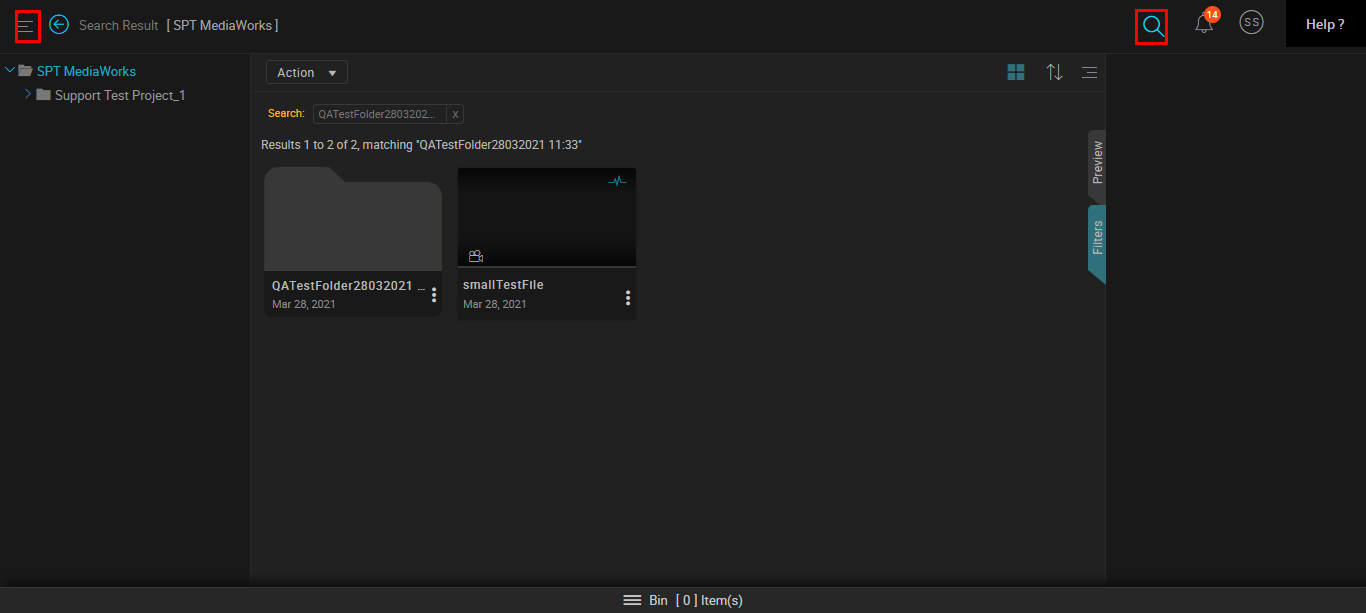 Search Result [ SPT MediaWorks ]
14
SS
Help ?
SPT MediaWorks
Support Test Project_1
Action
Search: QATestFolder2803202... X
Results 1 to 2 of 2, matching "QATestFolder28032021 11:33"
Preview
Filters
QATestFolder28032021 ...
Mar 28, 2021
smallTestFile
Mar 28, 2021
Bin [ 0 ] Item(s)